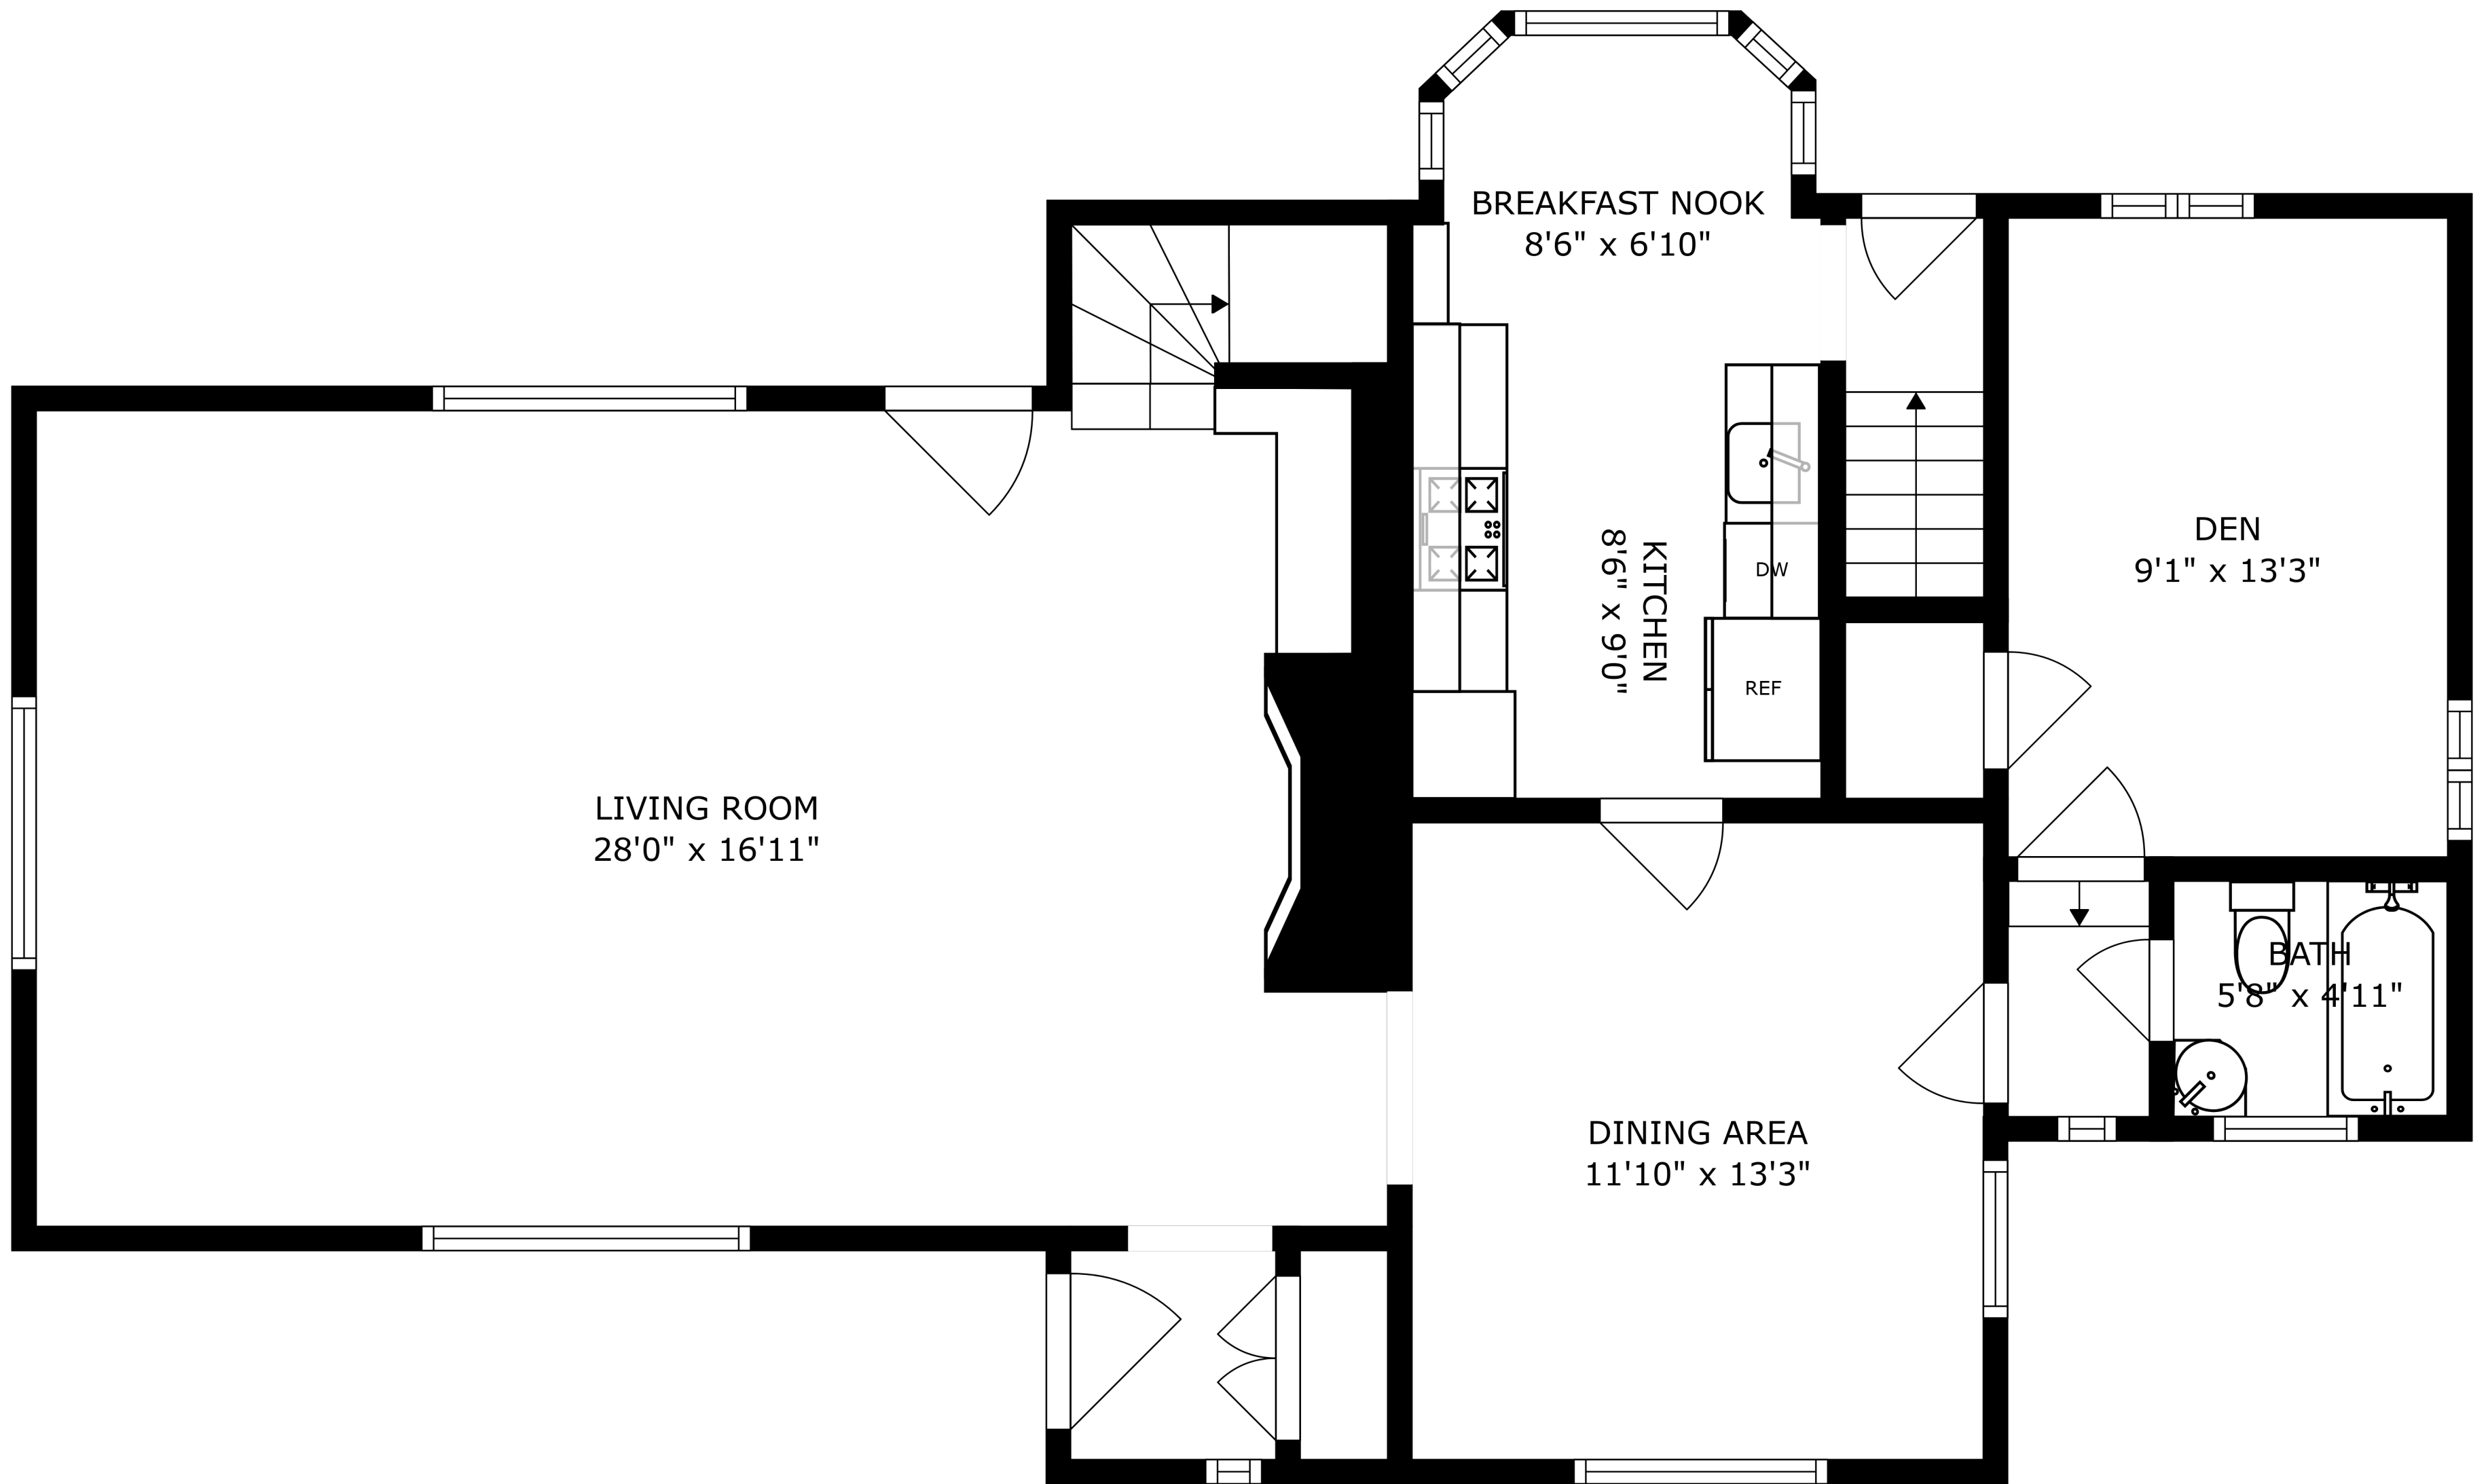 BREAKFAST NOOK
8'6" x 6'10"
KITCHEN
8'6" x 9'0"
DW
REF
DEN
9'1" x 13'3"
LIVING ROOM
28'0" x 16'11"
BATH
5'8" x 4'11"
DINING AREA
11'10" x 13'3"